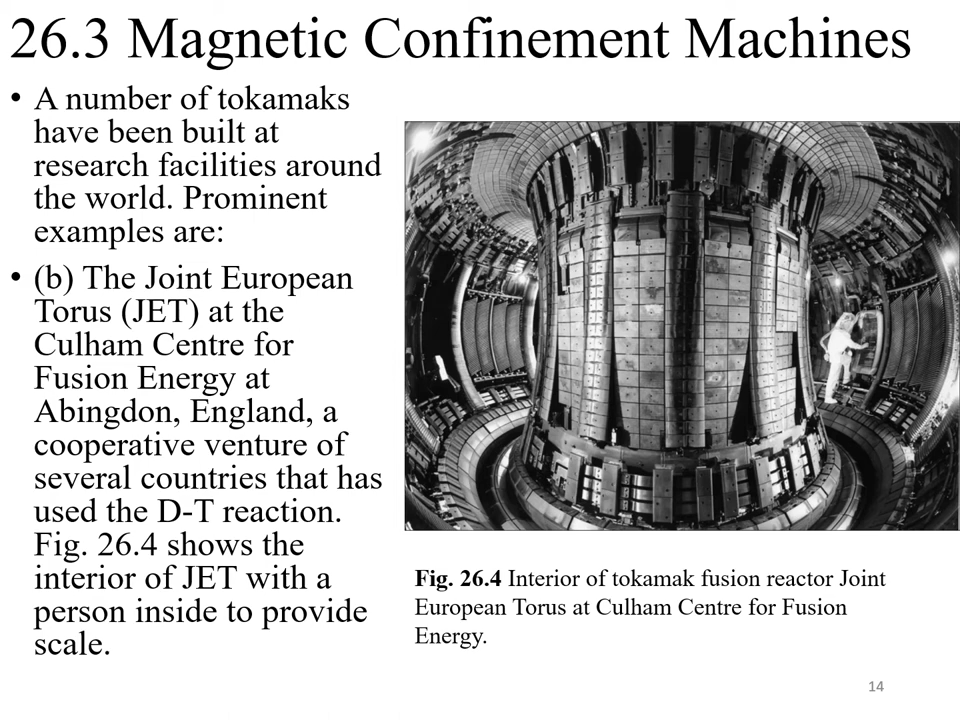 26.3 Magnetic Confinement Machines
• A number of tokamaks
have been built at
research facilities around
the world. Prominent
examples are:
• (b) The Joint European
Torus (JET) at the
Culham Centre for
Fusion Energy at
Abingdon, England, a
cooperative venture of
several countries that has
used the D-T reaction.
Fig. 26.4 shows the
interior of JET with a
person inside to provide
scale.
Fig. 26.4 Interior of tokamak fusion reactor Joint
European Torus at Culham Centre for Fusion
Energy.
14